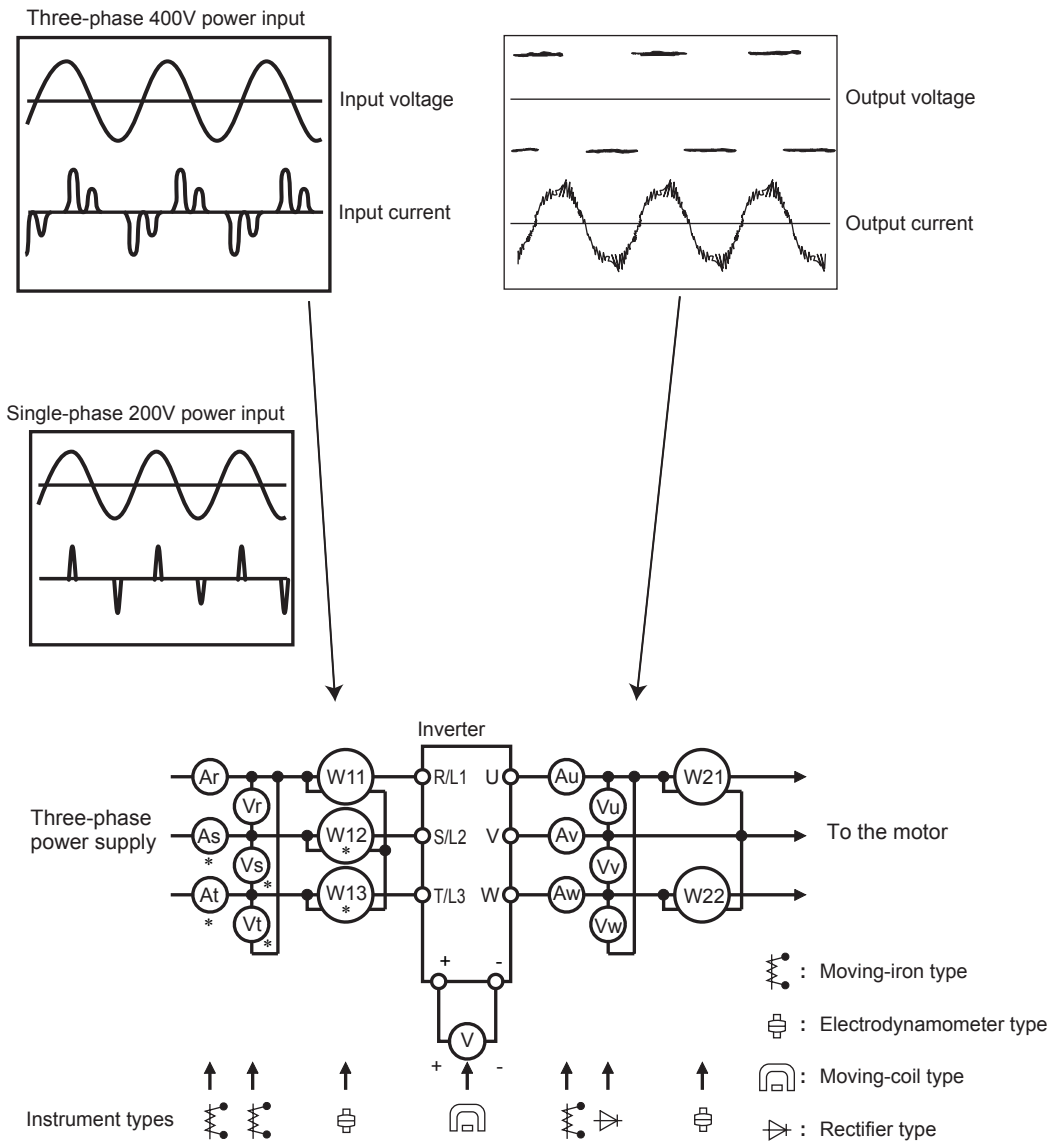 Three-phase 400V power input
Input voltage
Input current
Output voltage
Output current
Single-phase 200V power input
Inverter
Ar
Vr
W11
R/L1
U
Au
Vu
W21
Three-phase
power supply
As
*
Vs
*
W12
*
S/L2
V
Av
Vv
To the motor
At
*
Vt
*
W13
*
T/L3
W
Aw
Vw
W22
+ -
V
+ -
Instrument types
: Moving-iron type
: Electrodynamometer type
: Moving-coil type
: Rectifier type